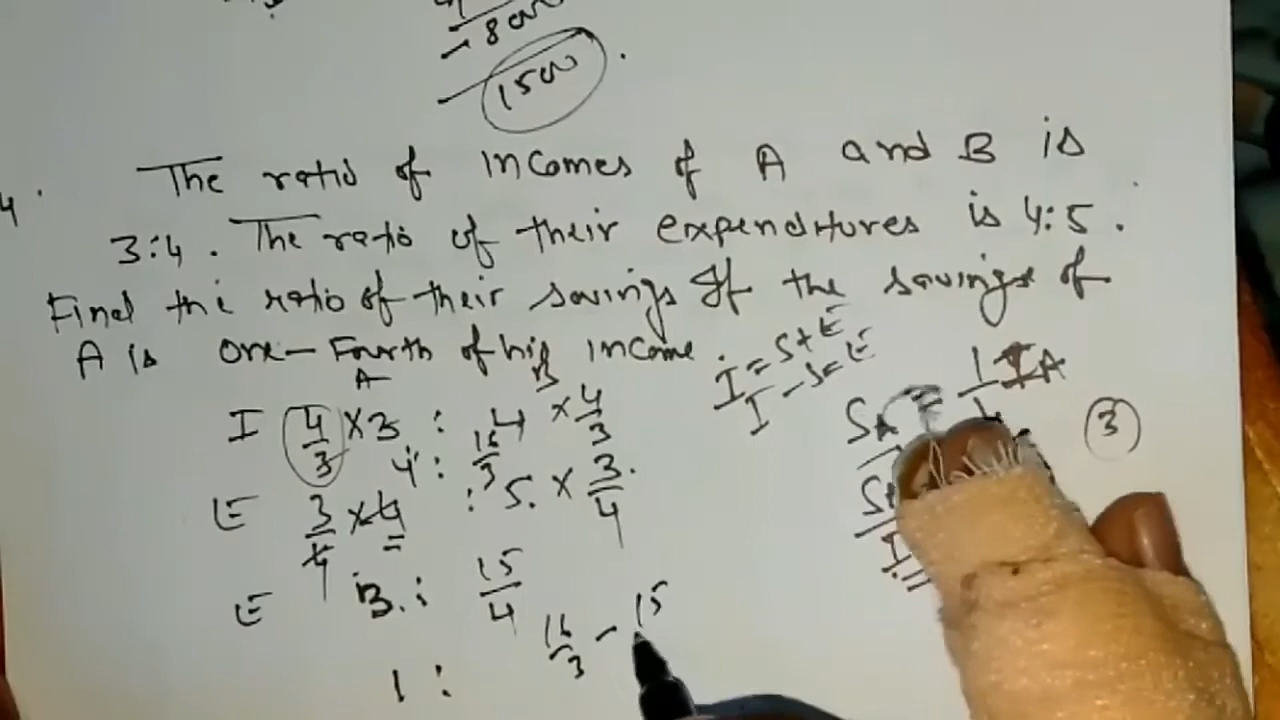 - 800
1500
4.
The ratio of incomes of A and B is
3:4. The ratio of their expenditures is 4:5.
Find the ratio of their savings If the savings of
A is one-Fourth of his income.
I = S+E
I - S = E
A B
I 4/3 × 3 : 4 × 4/3
4 : 16/3
E 3/4 × 4 : 5. × 3/4
E 3. : 15/4
1 : 16/3 - 15
3